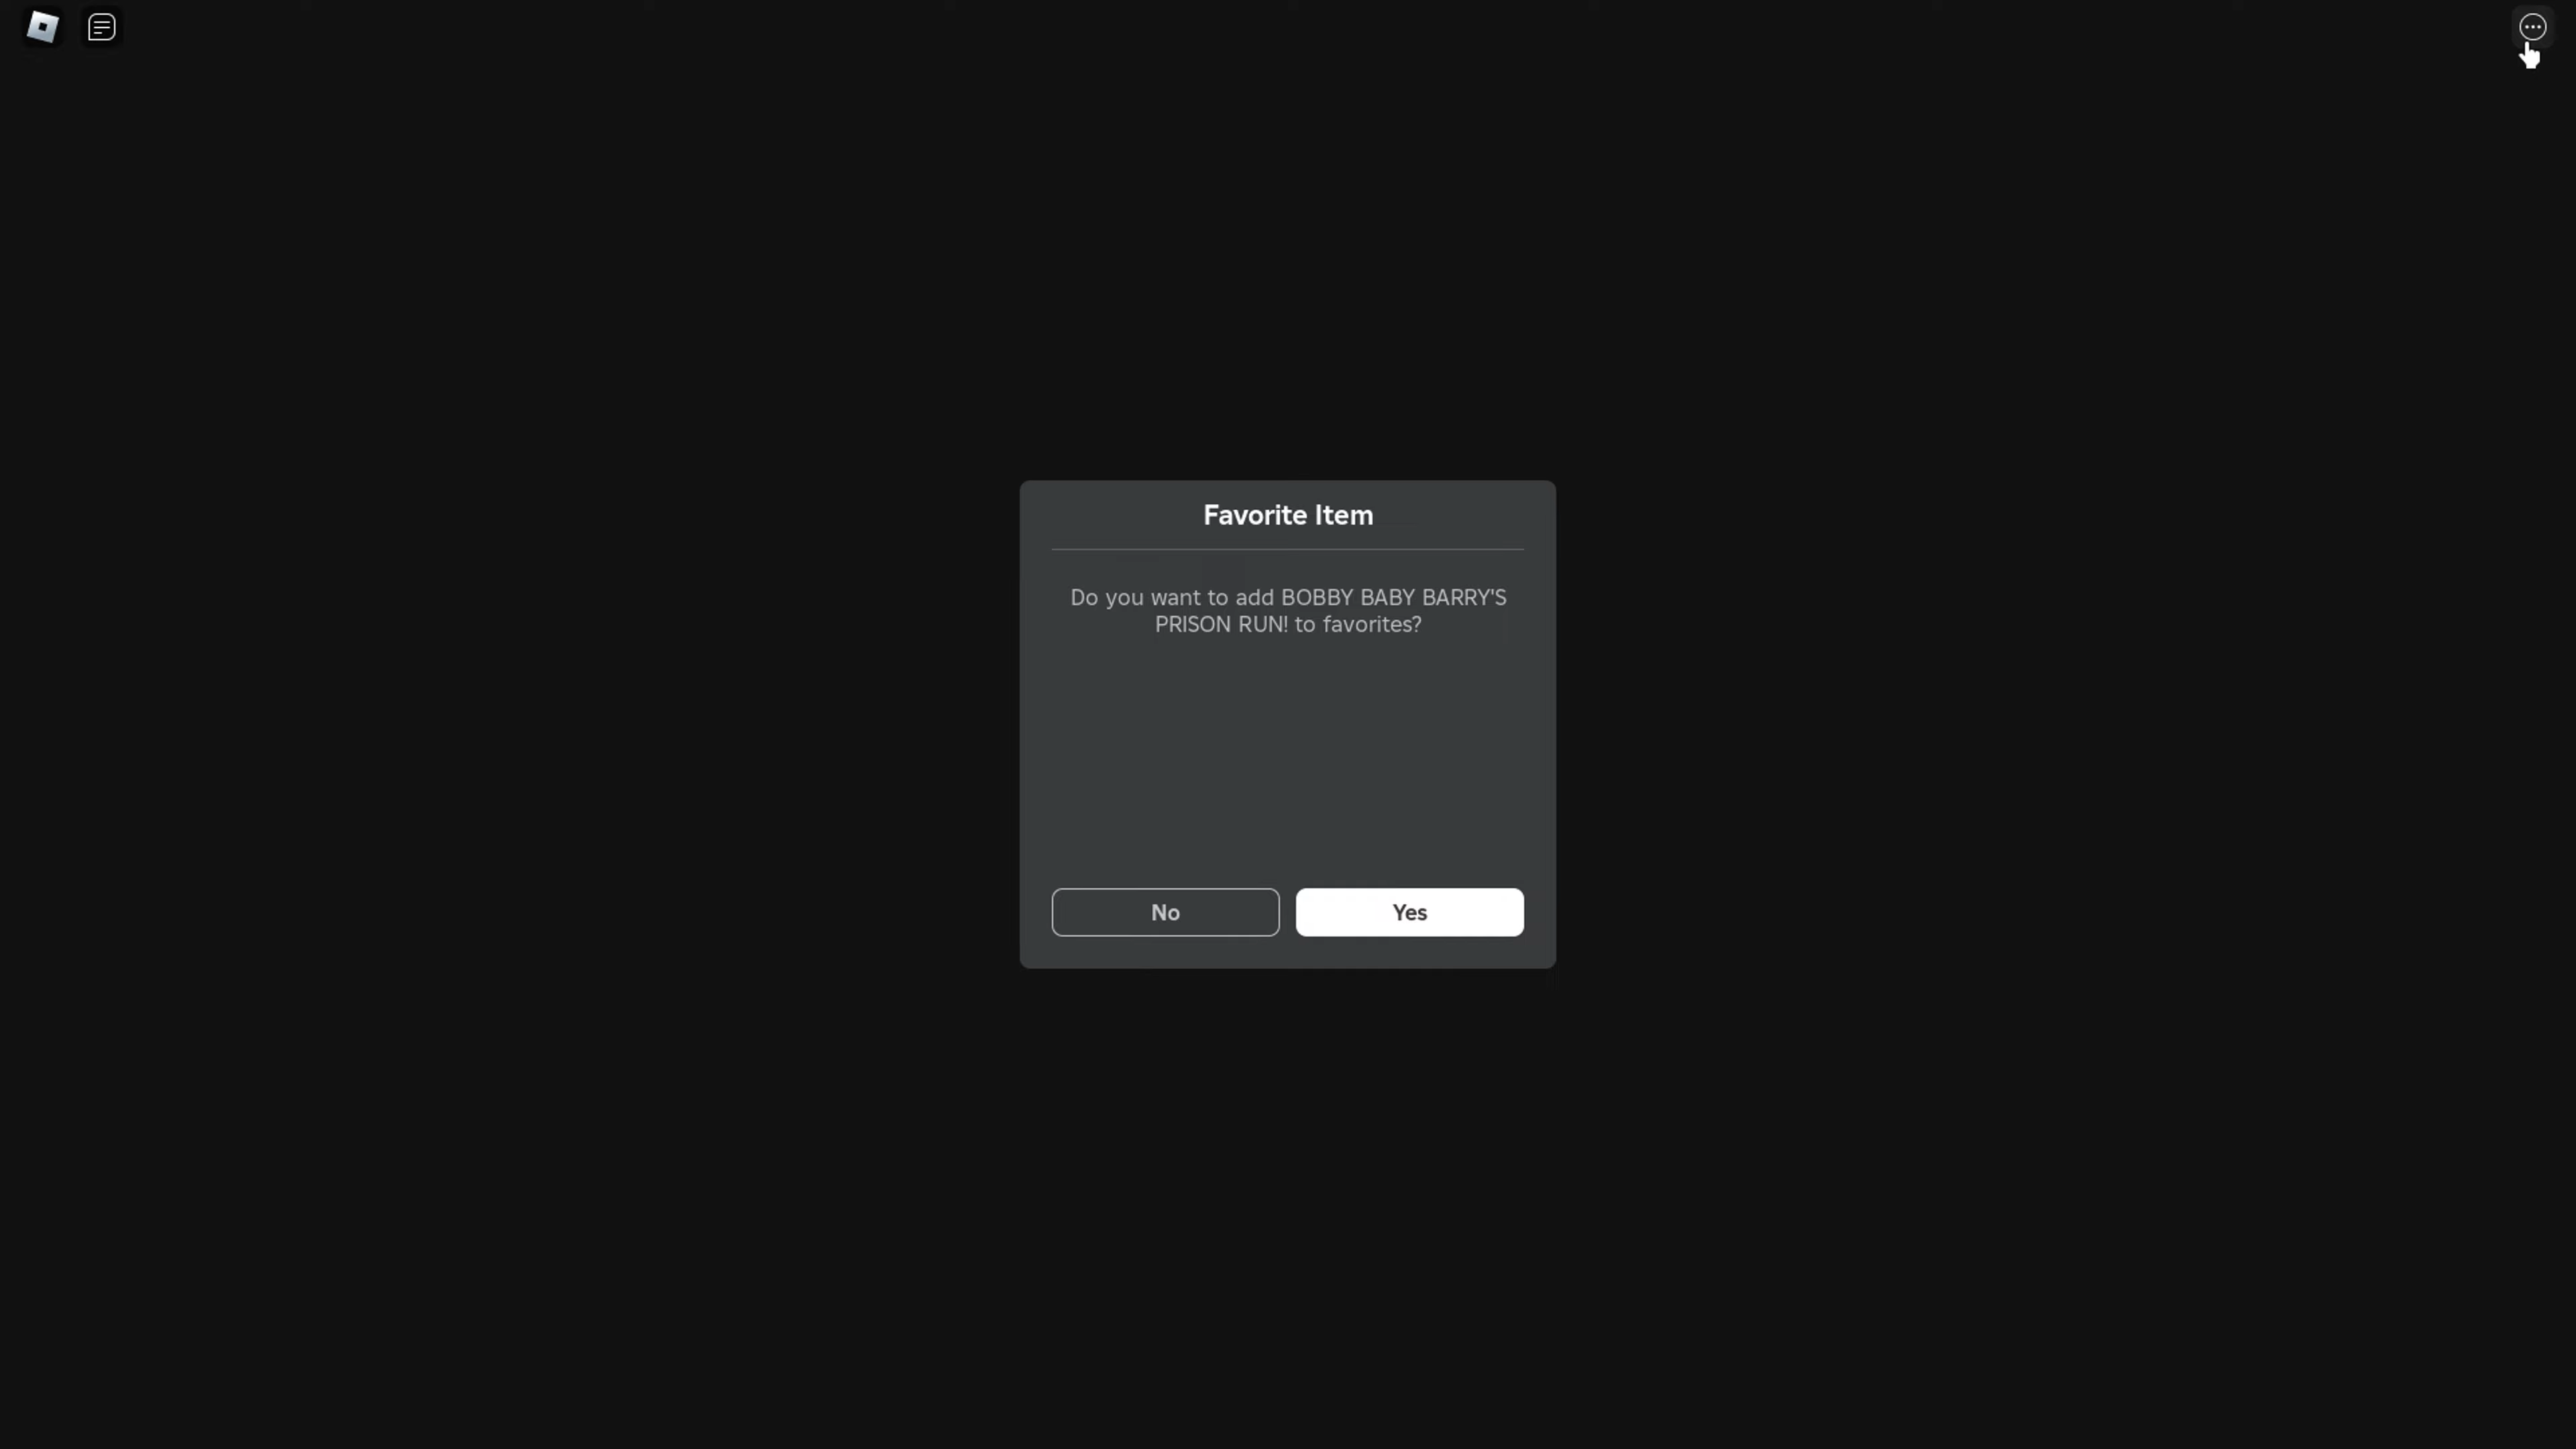 Favorite Item
Do you want to add BOBBY BABY BARRY'S
PRISON RUN! to favorites?
No
Yes